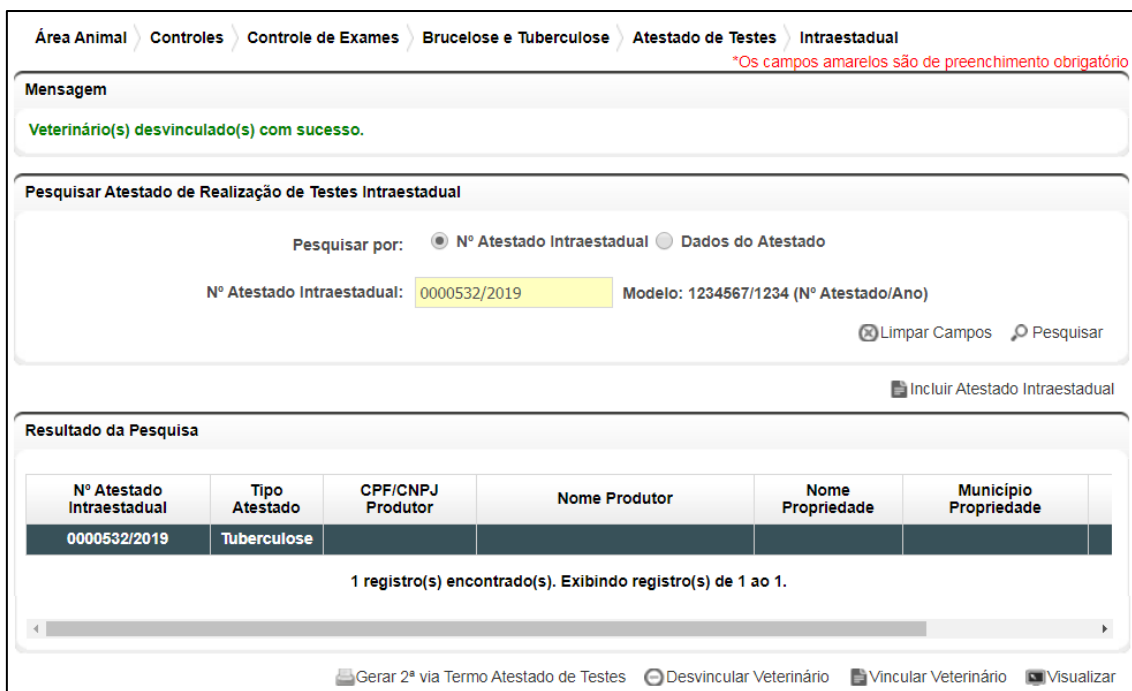 Área Animal Controles Controle de Exames Brucelose e Tuberculose Atestado de Testes Intraestadual
*Os campos amarelos são de preenchimento obrigatório
Mensagem
Veterinário(s) desvinculado(s) com sucesso.
Pesquisar Atestado de Realização de Testes Intraestadual
Pesquisar por: Nº Atestado Intraestadual Dados do Atestado
Nº Atestado Intraestadual: 0000532/2019 Modelo: 1234567/1234 (Nº Atestado/Ano)
Limpar Campos Pesquisar
Incluir Atestado Intraestadual
Resultado da Pesquisa
Nº Atestado Intraestadual Tipo Atestado CPF/CNPJ Produtor Nome Produtor Nome Propriedade Município Propriedade
0000532/2019 Tuberculose
1 registro(s) encontrado(s). Exibindo registro(s) de 1 ao 1.
Gerar 2ª via Termo Atestado de Testes Desvincular Veterinário Vincular Veterinário Visualizar